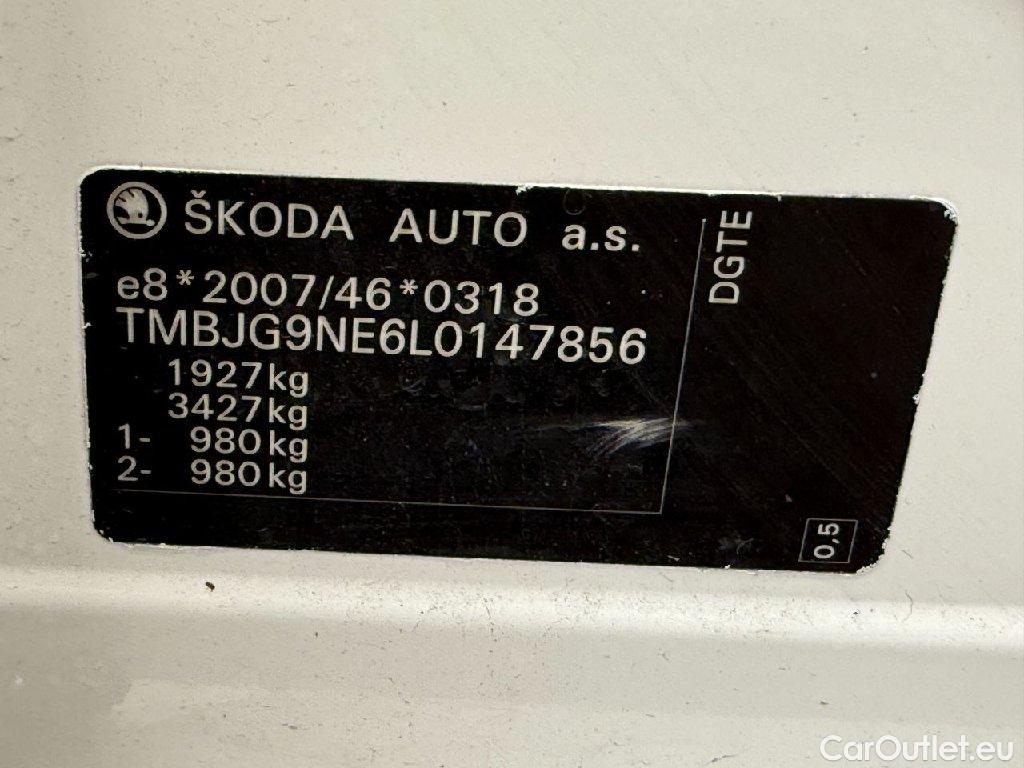 ŠKODA AUTO a.s.
e8*2007/46*0318
TMBJG9NE6L0147856
1927kg
3427kg
1- 980kg
2- 980kg
DGTE
0,5
CarOutlet.eu